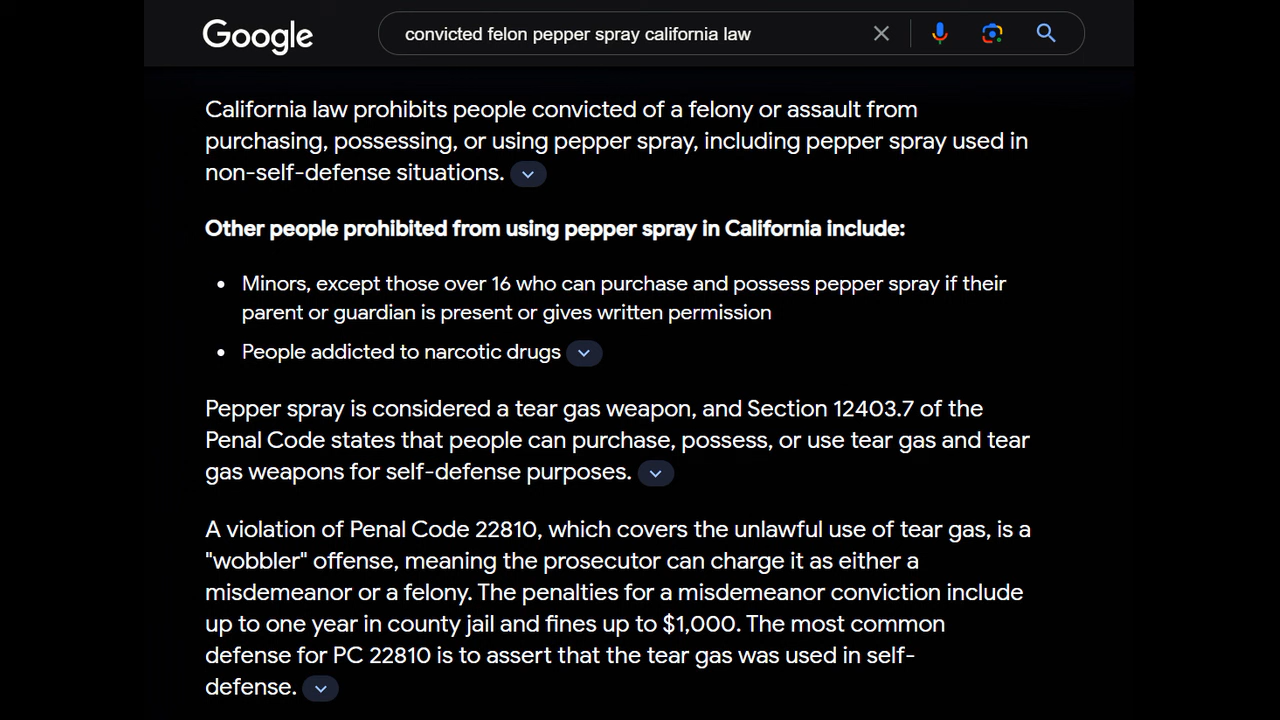 Google
convicted felon pepper spray california law
California law prohibits people convicted of a felony or assault from
purchasing, possessing, or using pepper spray, including pepper spray used in
non-self-defense situations.
Other people prohibited from using pepper spray in California include:
• Minors, except those over 16 who can purchase and possess pepper spray if their
parent or guardian is present or gives written permission
• People addicted to narcotic drugs
Pepper spray is considered a tear gas weapon, and Section 12403.7 of the
Penal Code states that people can purchase, possess, or use tear gas and tear
gas weapons for self-defense purposes.
A violation of Penal Code 22810, which covers the unlawful use of tear gas, is a
"wobbler" offense, meaning the prosecutor can charge it as either a
misdemeanor or a felony. The penalties for a misdemeanor conviction include
up to one year in county jail and fines up to $1,000. The most common
defense for PC 22810 is to assert that the tear gas was used in self-
defense.